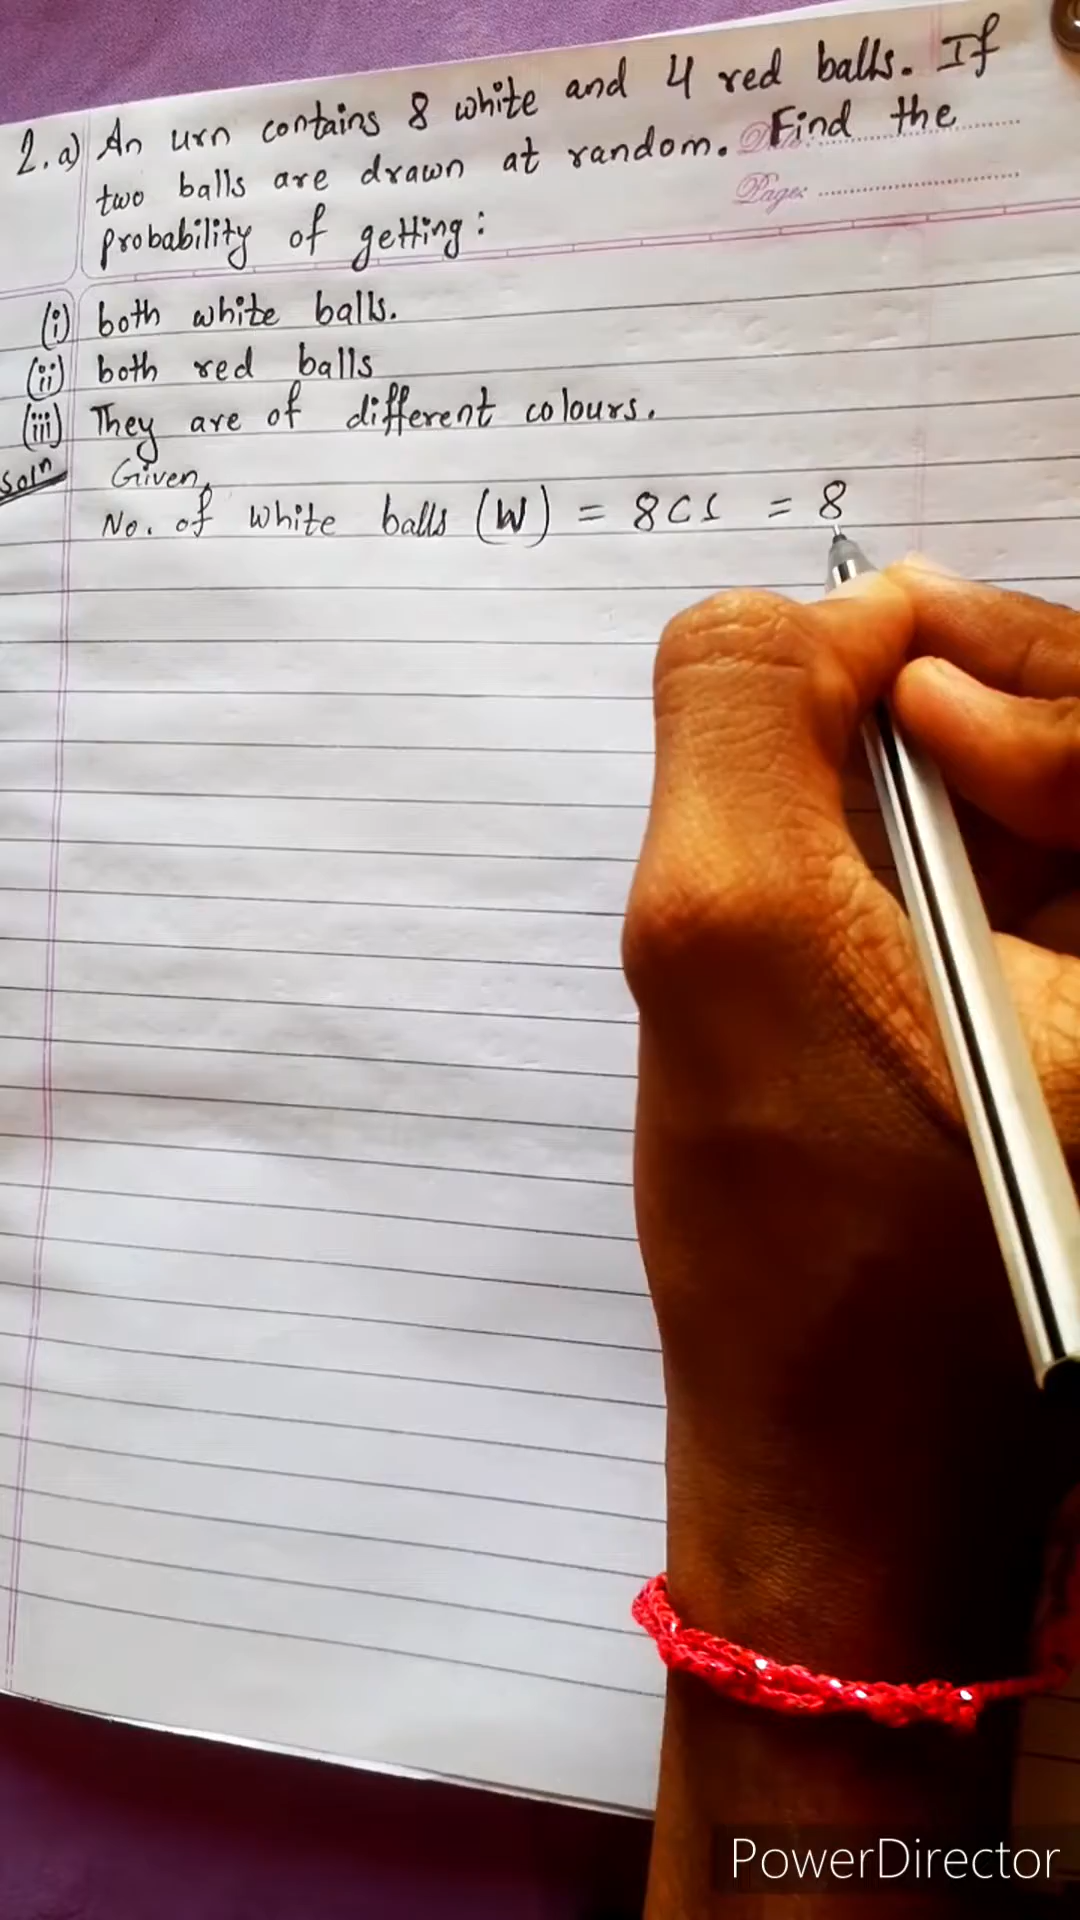 2. a) An urn contains 8 white and 4 red balls. If
two balls are drawn at random. Find the
Page:
probability of getting:
(i) both white balls.
(ii) both red balls
(iii) They are of different colours.
Soln Given,
No. of white balls (W) = 8C1 = 8
PowerDirector